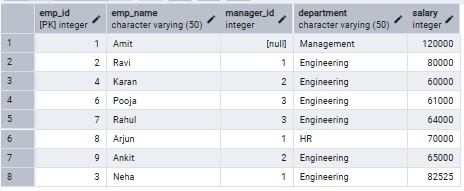 emp_id emp_name manager_id department salary
[PK] integer character varying (50) integer character varying (50) integer
1 1 Amit [null] Management 120000
2 2 Ravi 1 Engineering 80000
3 4 Karan 2 Engineering 60000
4 6 Pooja 3 Engineering 61000
5 7 Rahul 3 Engineering 64000
6 8 Arjun 1 HR 70000
7 9 Ankit 2 Engineering 65000
8 3 Neha 1 Engineering 82525